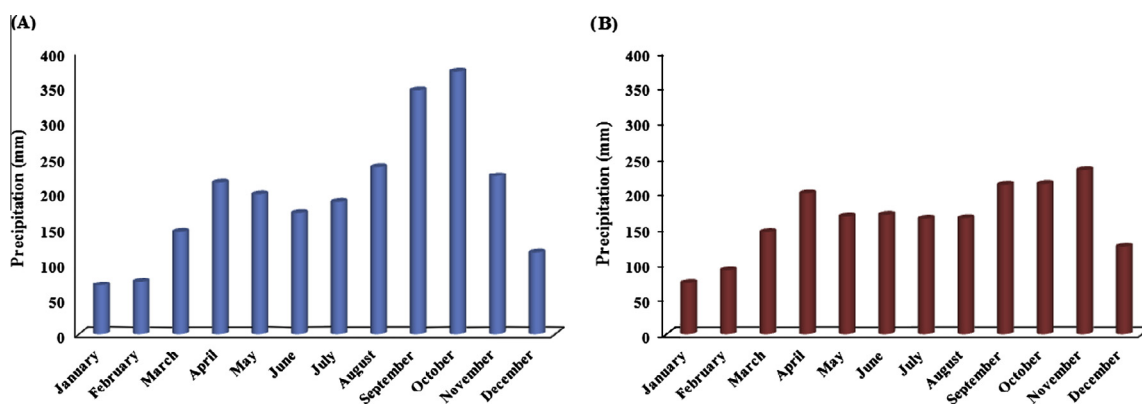 (A)
Precipitation (mm)
400
350
300
250
200
150
100
50
0
January
February
March
April
May
June
July
August
September
October
November
December
(B)
Precipitation (mm)
400
350
300
250
200
150
100
50
0
January
February
March
April
May
June
July
August
September
October
November
December